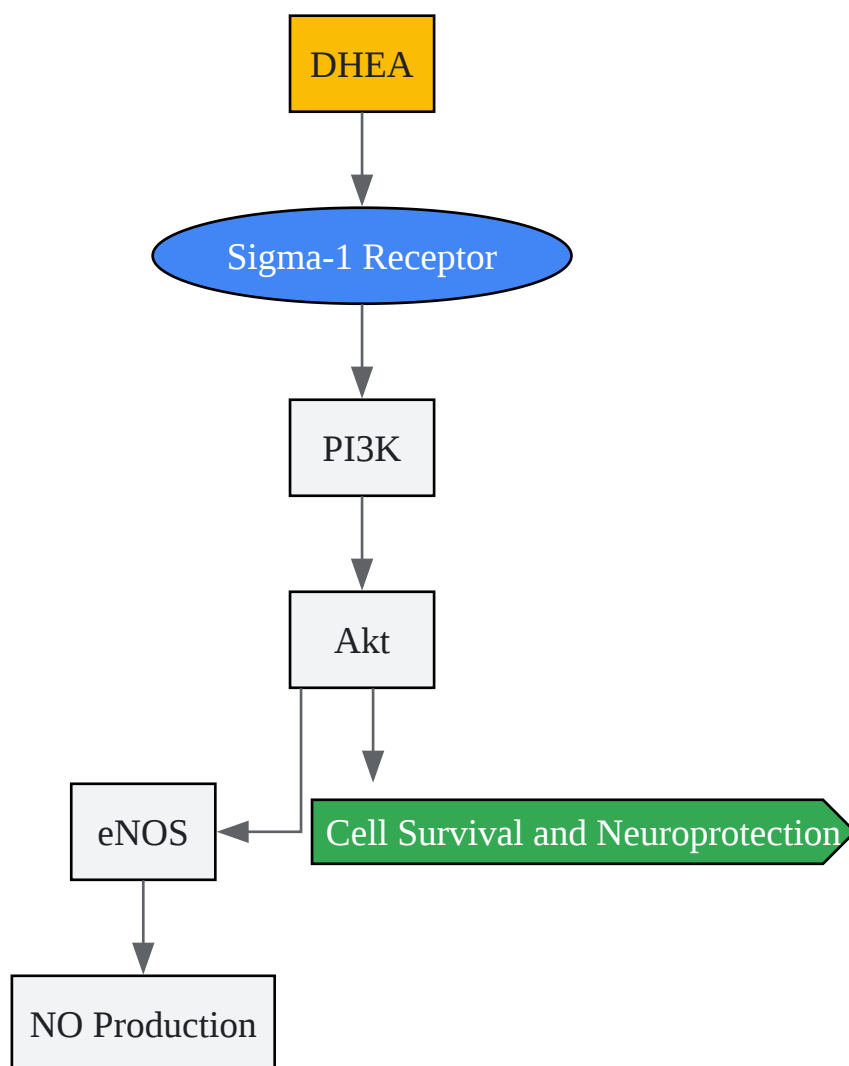 DHEA
Sigma-1 Receptor
PI3K
Akt
eNOS
Cell Survival and Neuroprotection
NO Production